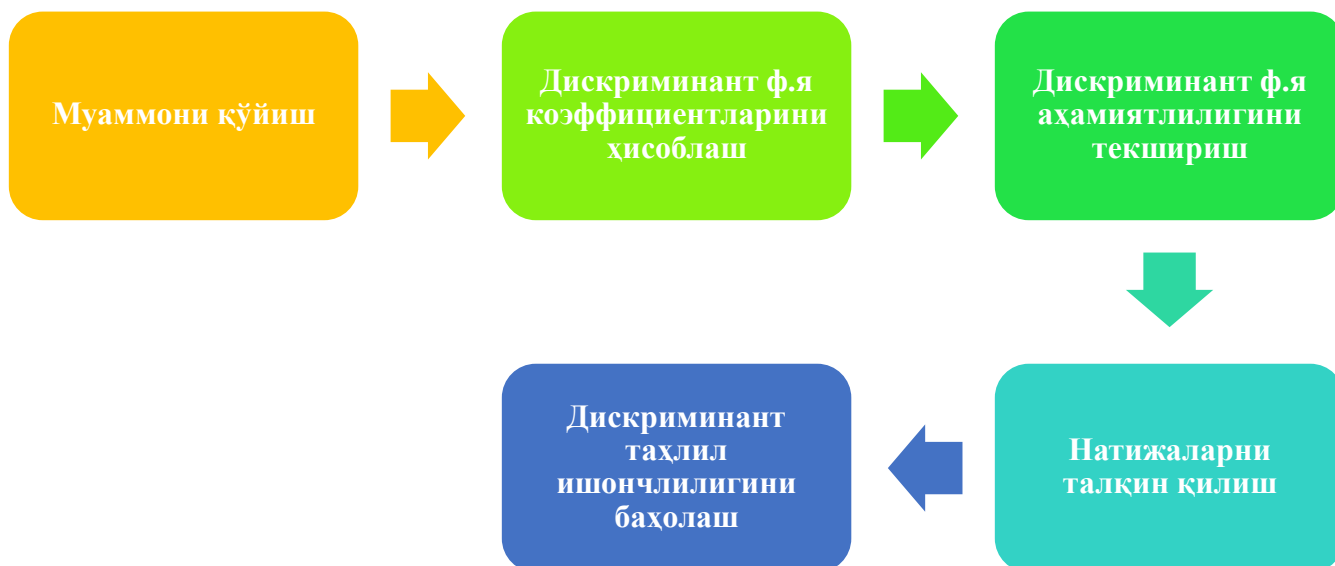 Муаммони қўйиш
Дискриминант ф.я
коэффициентларини
ҳисоблаш
Дискриминант ф.я
аҳамиятлилигини
текшириш
Натижаларни
талқин қилиш
Дискриминант
таҳлил
ишончлилигини
баҳолаш